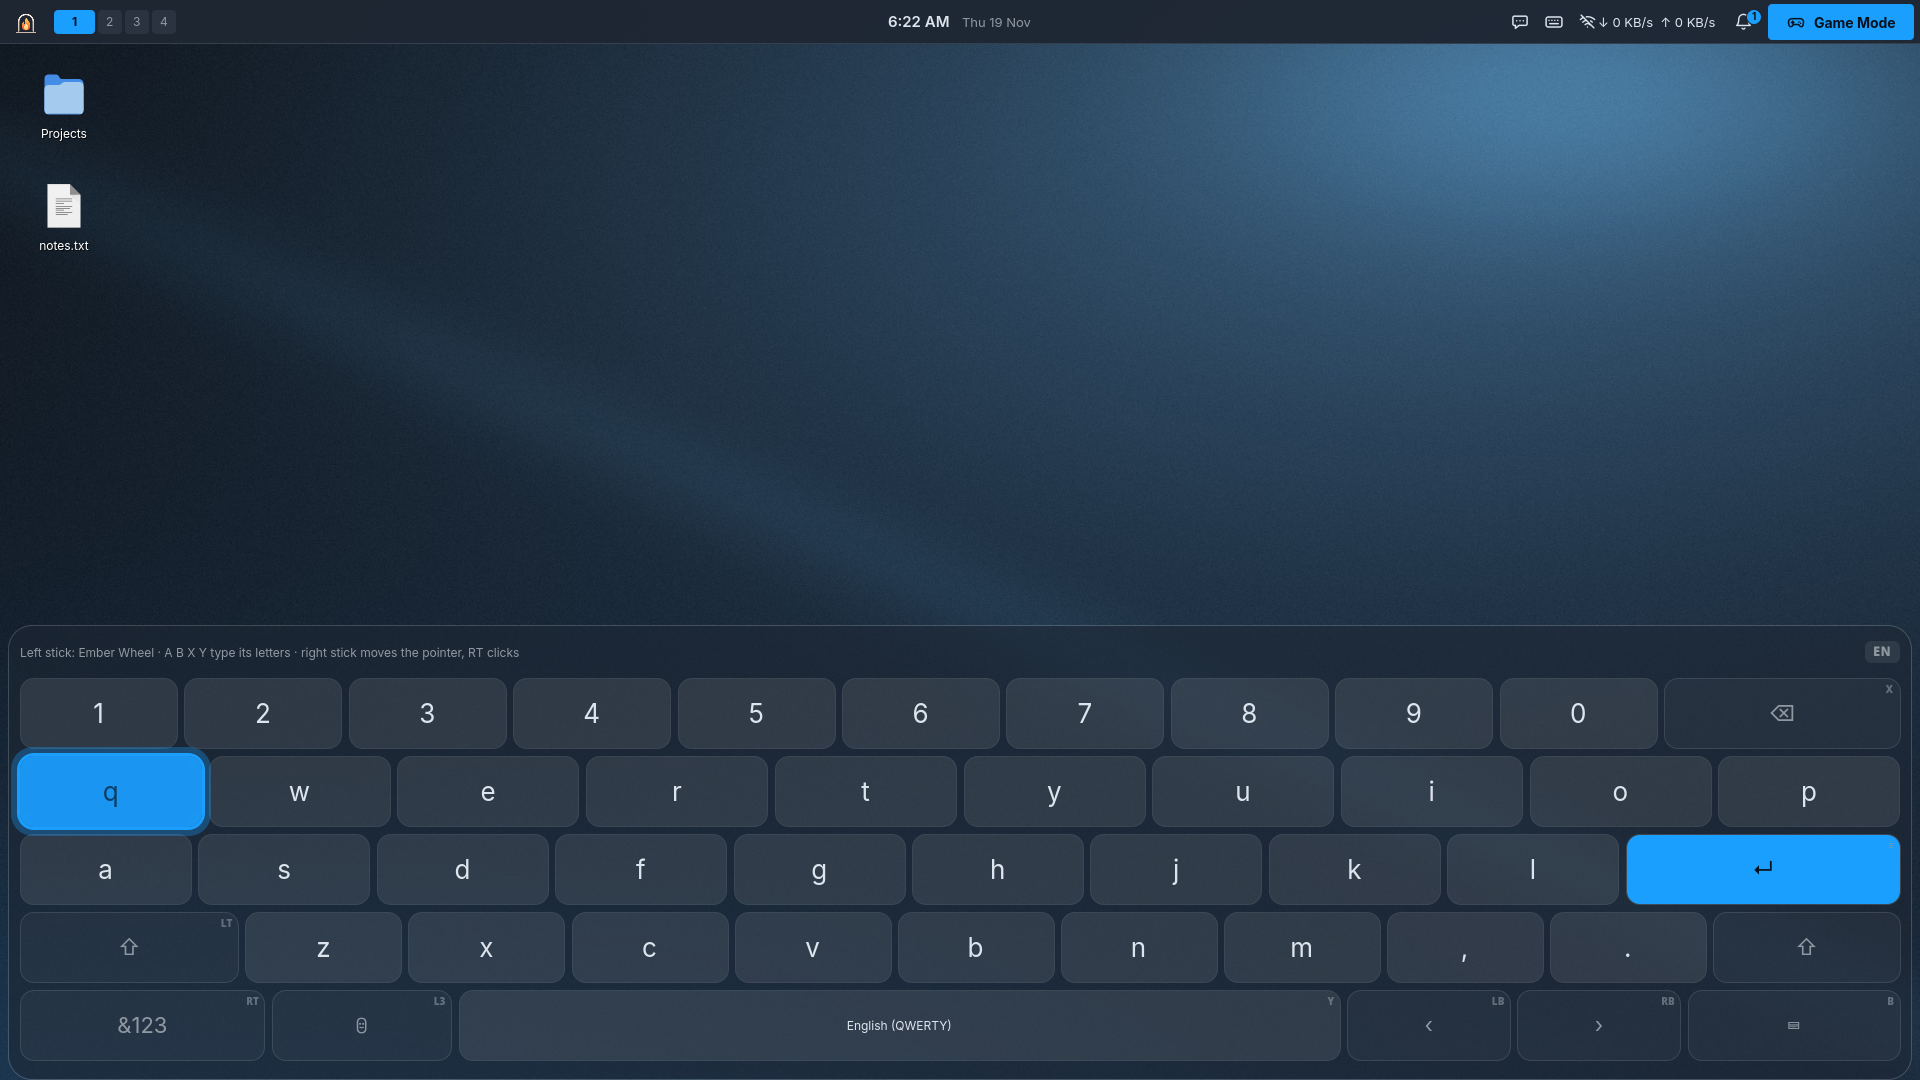 1 2 3 4 6:22 AM Thu 19 Nov ↓ 0 KB/s ↑ 0 KB/s 1 Game Mode
Projects
notes.txt
Left stick: Ember Wheel · A B X Y type its letters · right stick moves the pointer, RT clicks EN
1 2 3 4 5 6 7 8 9 0 X
q w e r t y u i o p
a s d f g h j k l
LT z x c v b n m , .
&123 RT L3 English (QWERTY) Y ‹ LB › RB B